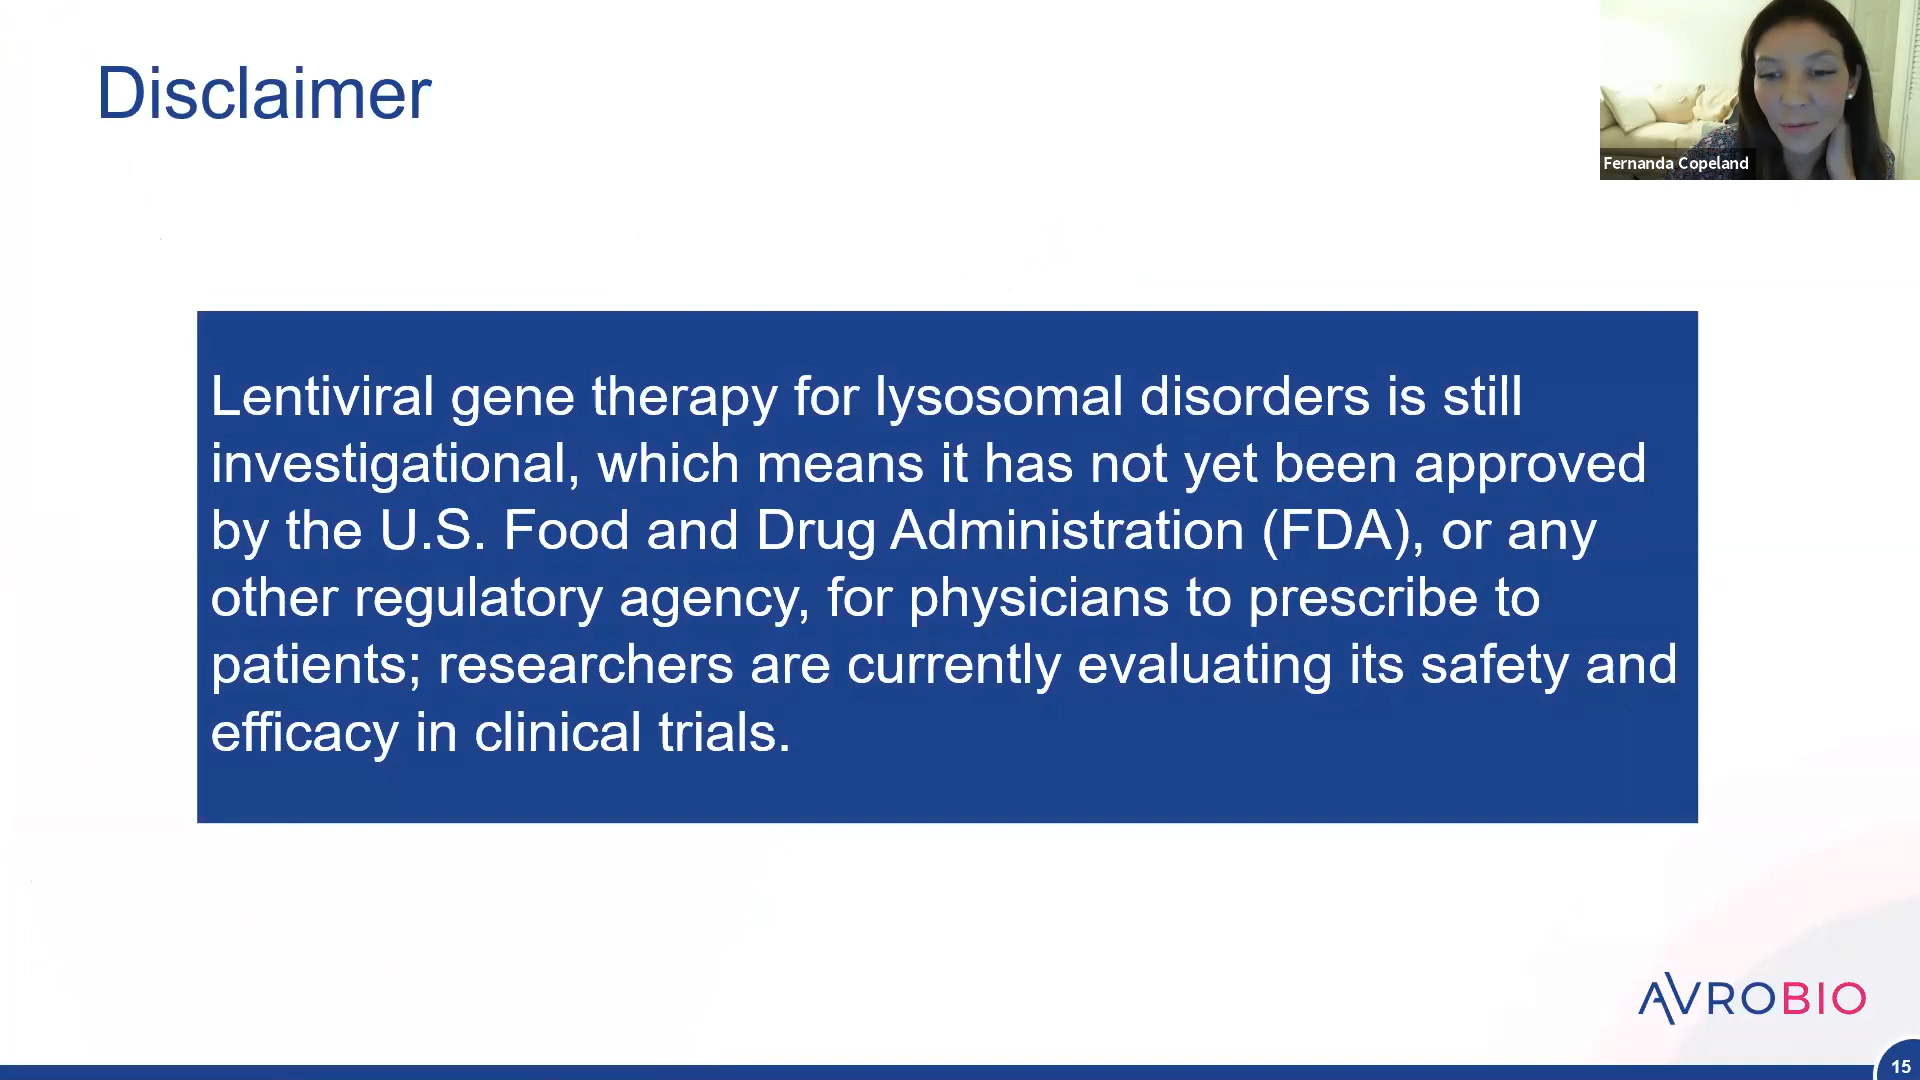 Disclaimer
Fernanda Copeland
Lentiviral gene therapy for lysosomal disorders is still
investigational, which means it has not yet been approved
by the U.S. Food and Drug Administration (FDA), or any
other regulatory agency, for physicians to prescribe to
patients; researchers are currently evaluating its safety and
efficacy in clinical trials.
AVROBIO
15